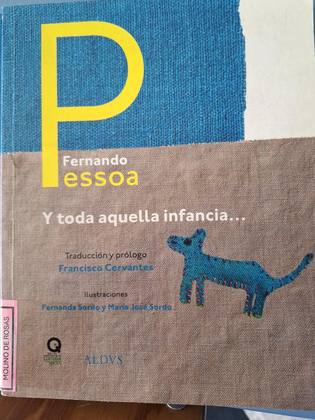 P
Fernando
essoa
Y toda aquella infancia...
Traducción y prólogo
Francisco Cervantes
Ilustraciones
Fernanda Sordo y María José Sordo
Q
ALDVS
MOLINO DE ROSAS